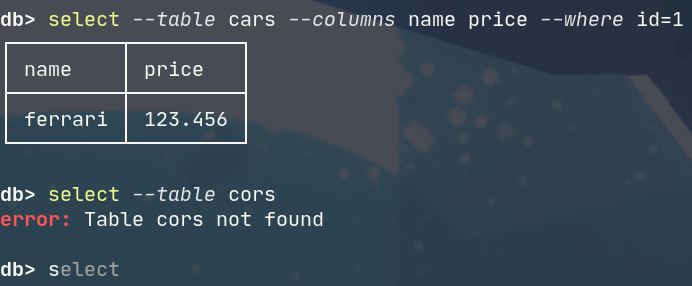 db> select --table cars --columns name price --where id=1
name price
ferrari 123.456
db> select --table cors
error: Table cors not found
db> select